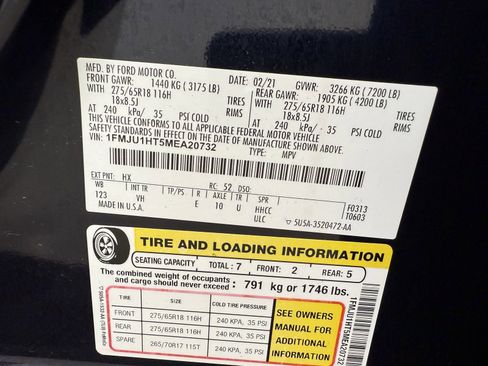 MFD. BY FORD MOTOR CO.
02/21 GVWR: 3266 KG (7200 LB)
FRONT GAWR: 1440 KG (3175 LB) REAR GAWR: 1905 KG (4200 LB)
275/65R18 116H TIRES 275/65R18 116H TIRES
18x8.5J RIMS 18x8.5J RIMS
AT 240 kPa/ 35 PSI COLD AT 240 kPa/ 35 PSI COLD
THIS VEHICLE CONFORMS TO ALL APPLICABLE FEDERAL MOTOR VEHICLE
SAFETY STANDARDS IN EFFECT ON THE DATE OF MANUFACTURE SHOWN ABOVE.
VIN: 1FMJU1HT5MEA20732 TYPE: MPV
EXT PNT: HX RC: 52 DSO:
WB INT TR TP/PS R AXLE TR SPR F0313
123 VH E 10 U HHCC T0603
MADE IN U.S.A. ULC 5U5A-3520472-AA
TIRE AND LOADING INFORMATION
SEATING CAPACITY TOTAL: 7 FRONT: 2 REAR: 5
The combined weight of occupants
and cargo should never exceed: 791 kg or 1746 lbs.
TIRE SIZE COLD TIRE PRESSURE
FRONT 275/65R18 116H 240 KPA, 35 PSI
REAR 275/65R18 116H 240 KPA, 35 PSI
SPARE 265/70R17 115T 240 KPA, 35 PSI
SEE OWNERS
MANUAL FOR
ADDITIONAL
INFORMATION
1FMJU1HT5MEA20732